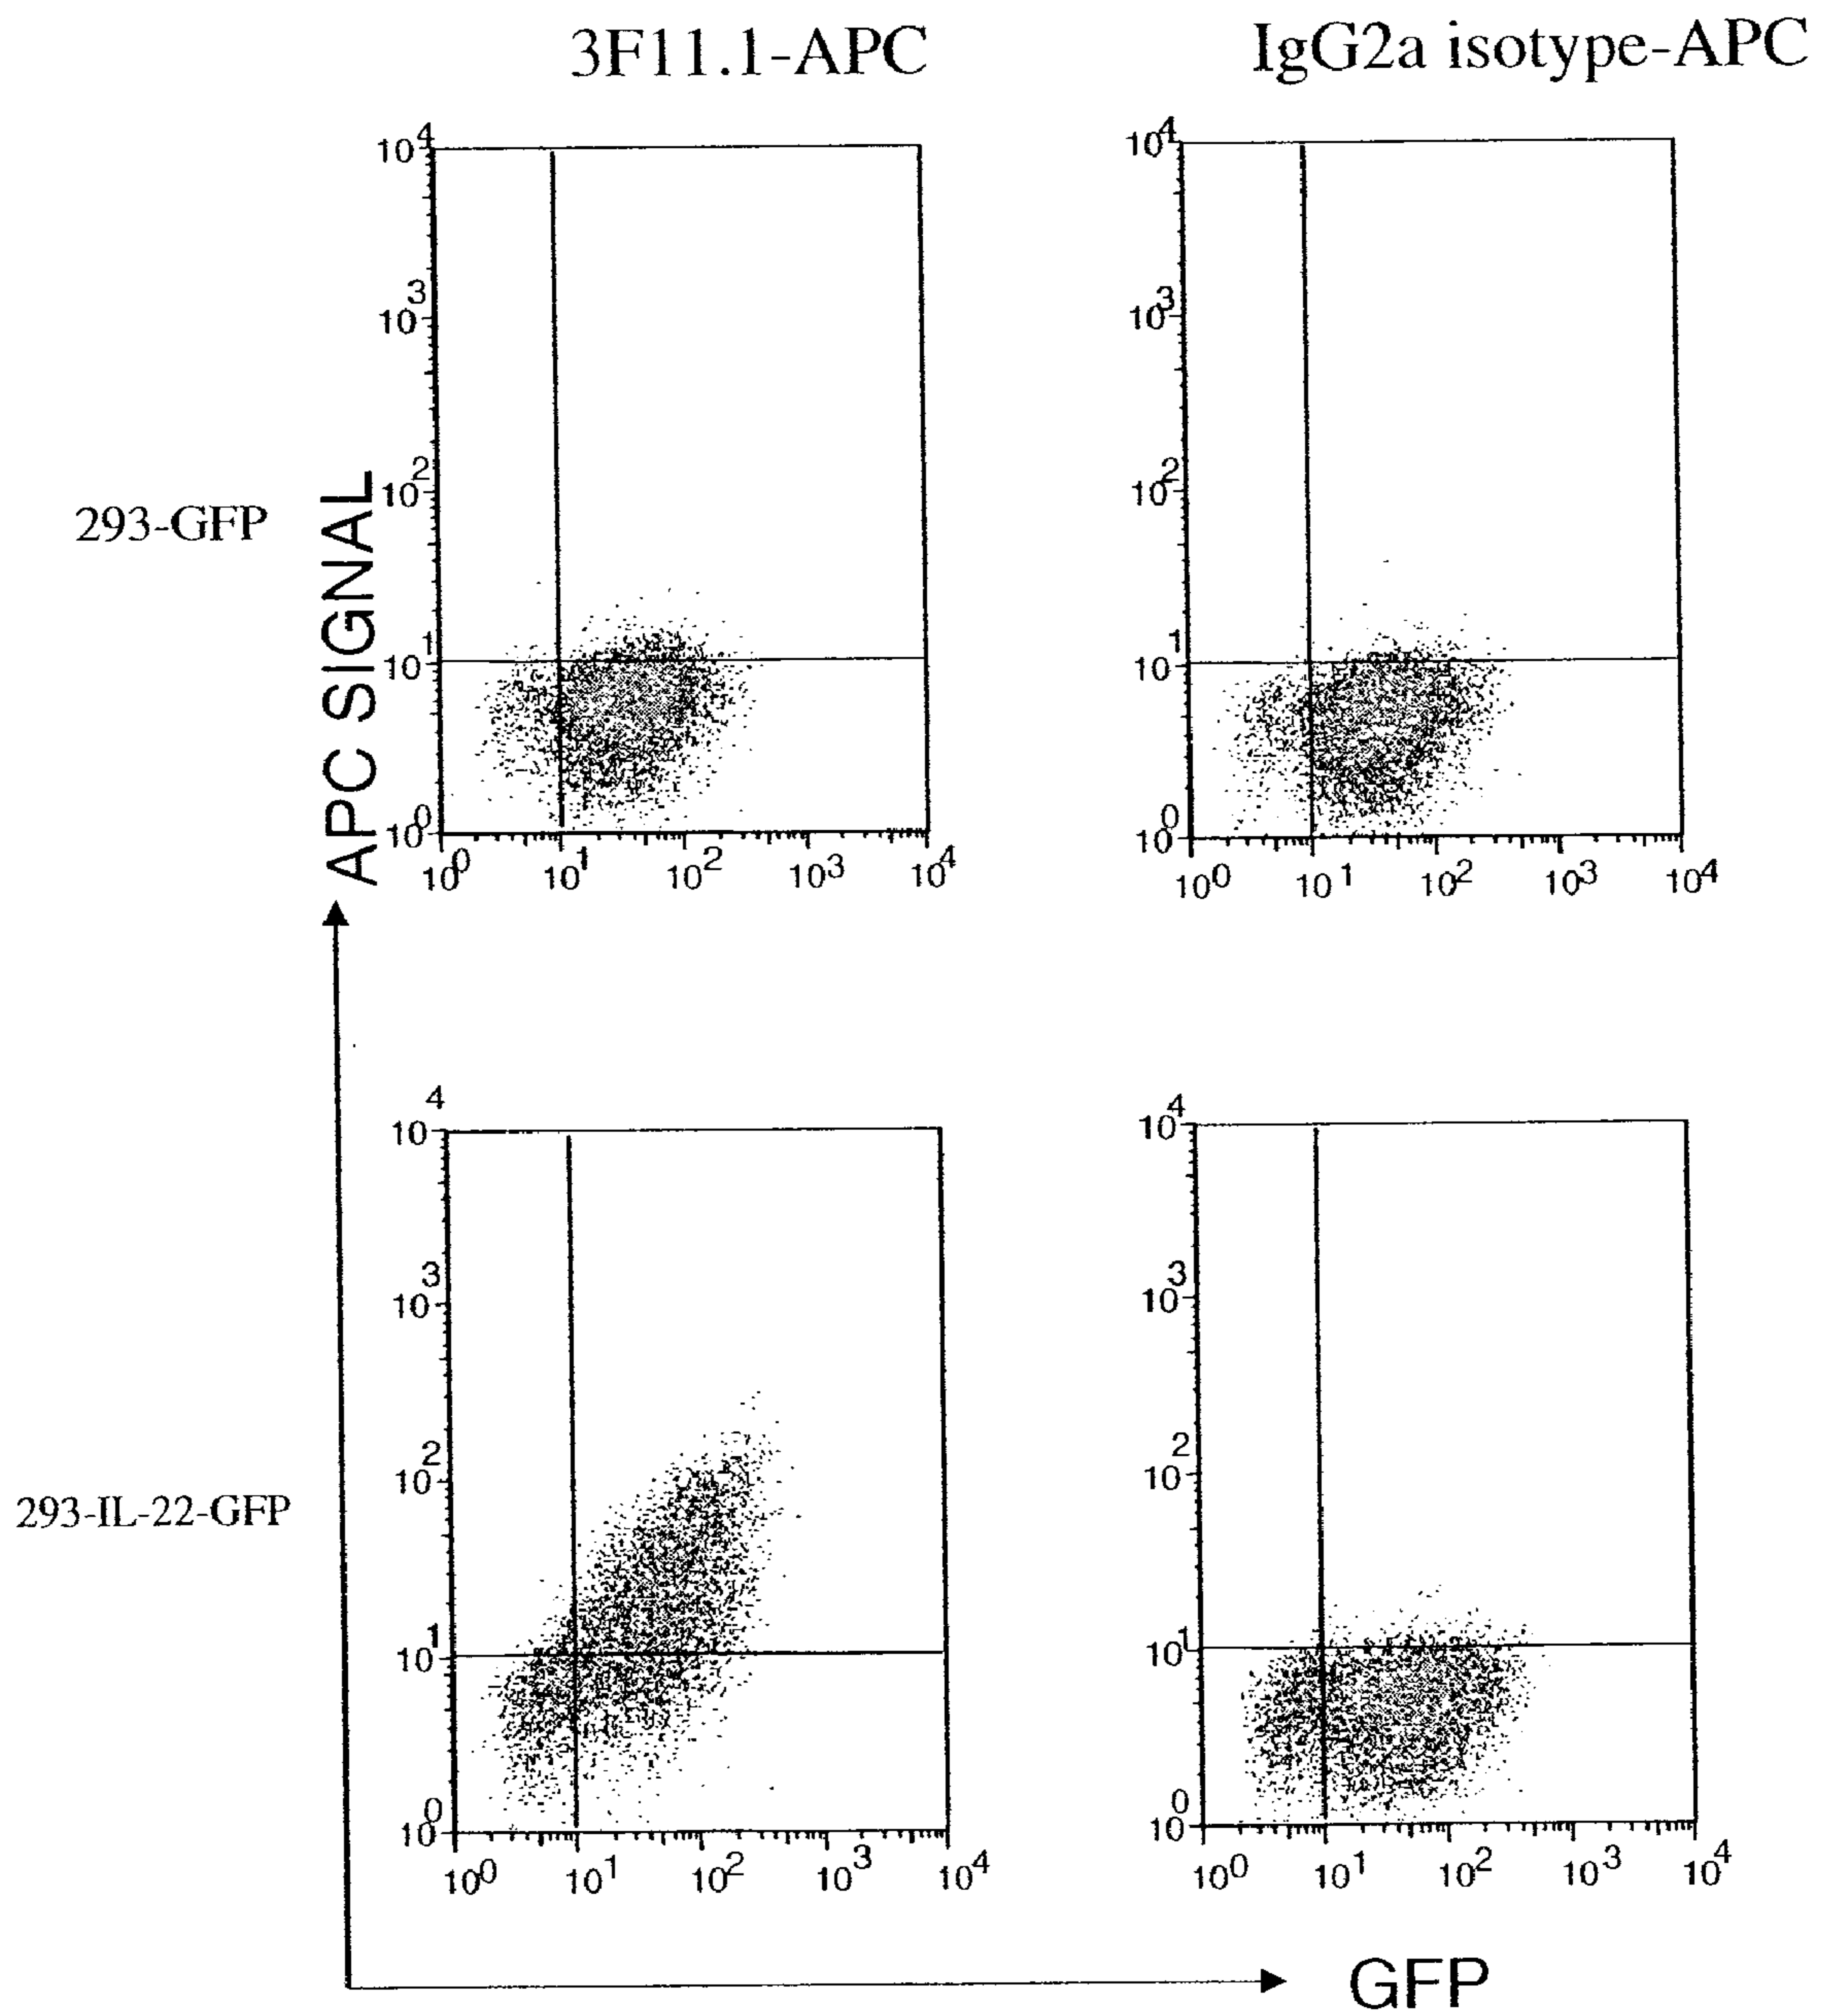 3F11.1-APC IgG2a isotype-APC
10^4 10^4
10^3 10^3
10^2 10^2
293-GFP
APC SIGNAL
10^1 10^1
10^0 10^0
10^0 10^1 10^2 10^3 10^4 10^0 10^1 10^2 10^3 10^4
10^4 10^4
10^3 10^3
10^2 10^2
293-IL-22-GFP
10^1 10^1
10^0 10^0
10^0 10^1 10^2 10^3 10^4 10^0 10^1 10^2 10^3 10^4
GFP